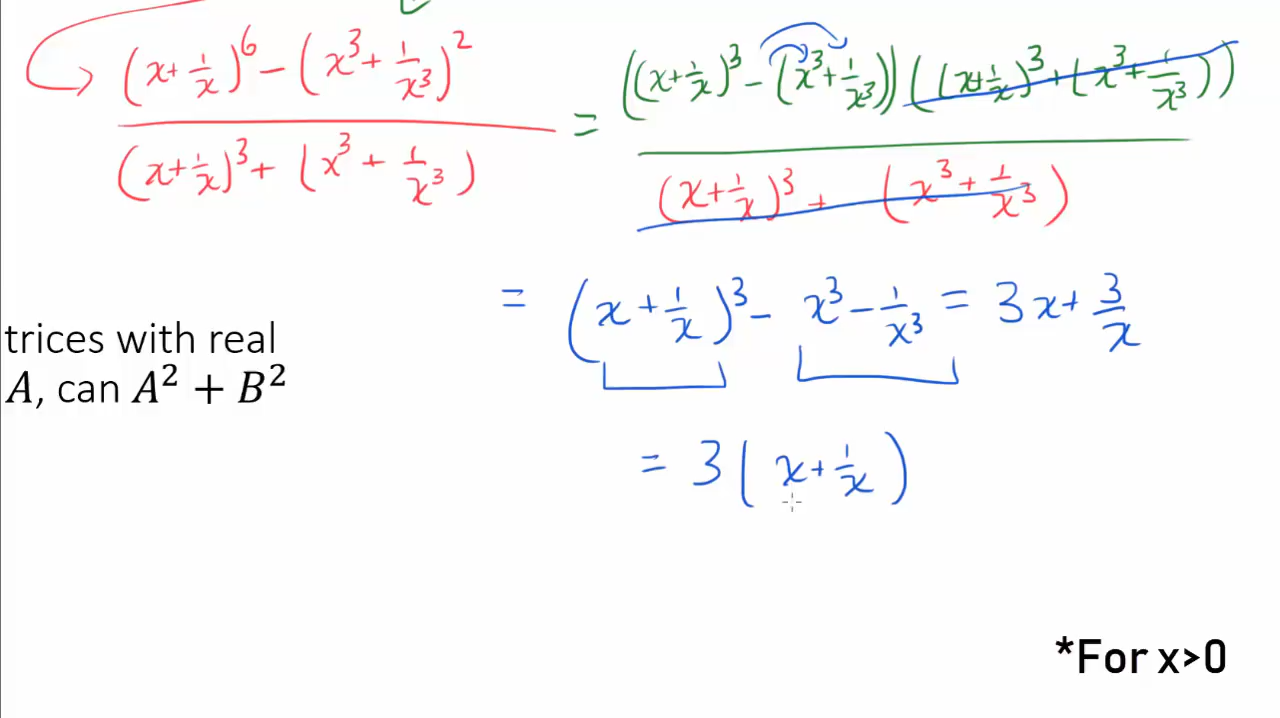 (x+1/x)^6 - (x^3+1/x^3)^2 / (x+1/x)^3 + (x^3+1/x^3) = ((x+1/x)^3 - (x^3+1/x^3)) ((x+1/x)^3 + (x^3+1/x^3)) / (x+1/x)^3 + (x^3+1/x^3)
= (x+1/x)^3 - x^3 - 1/x^3 = 3x + 3/x
trices with real
A, can A² + B²
= 3(x+1/x)
*For x>0